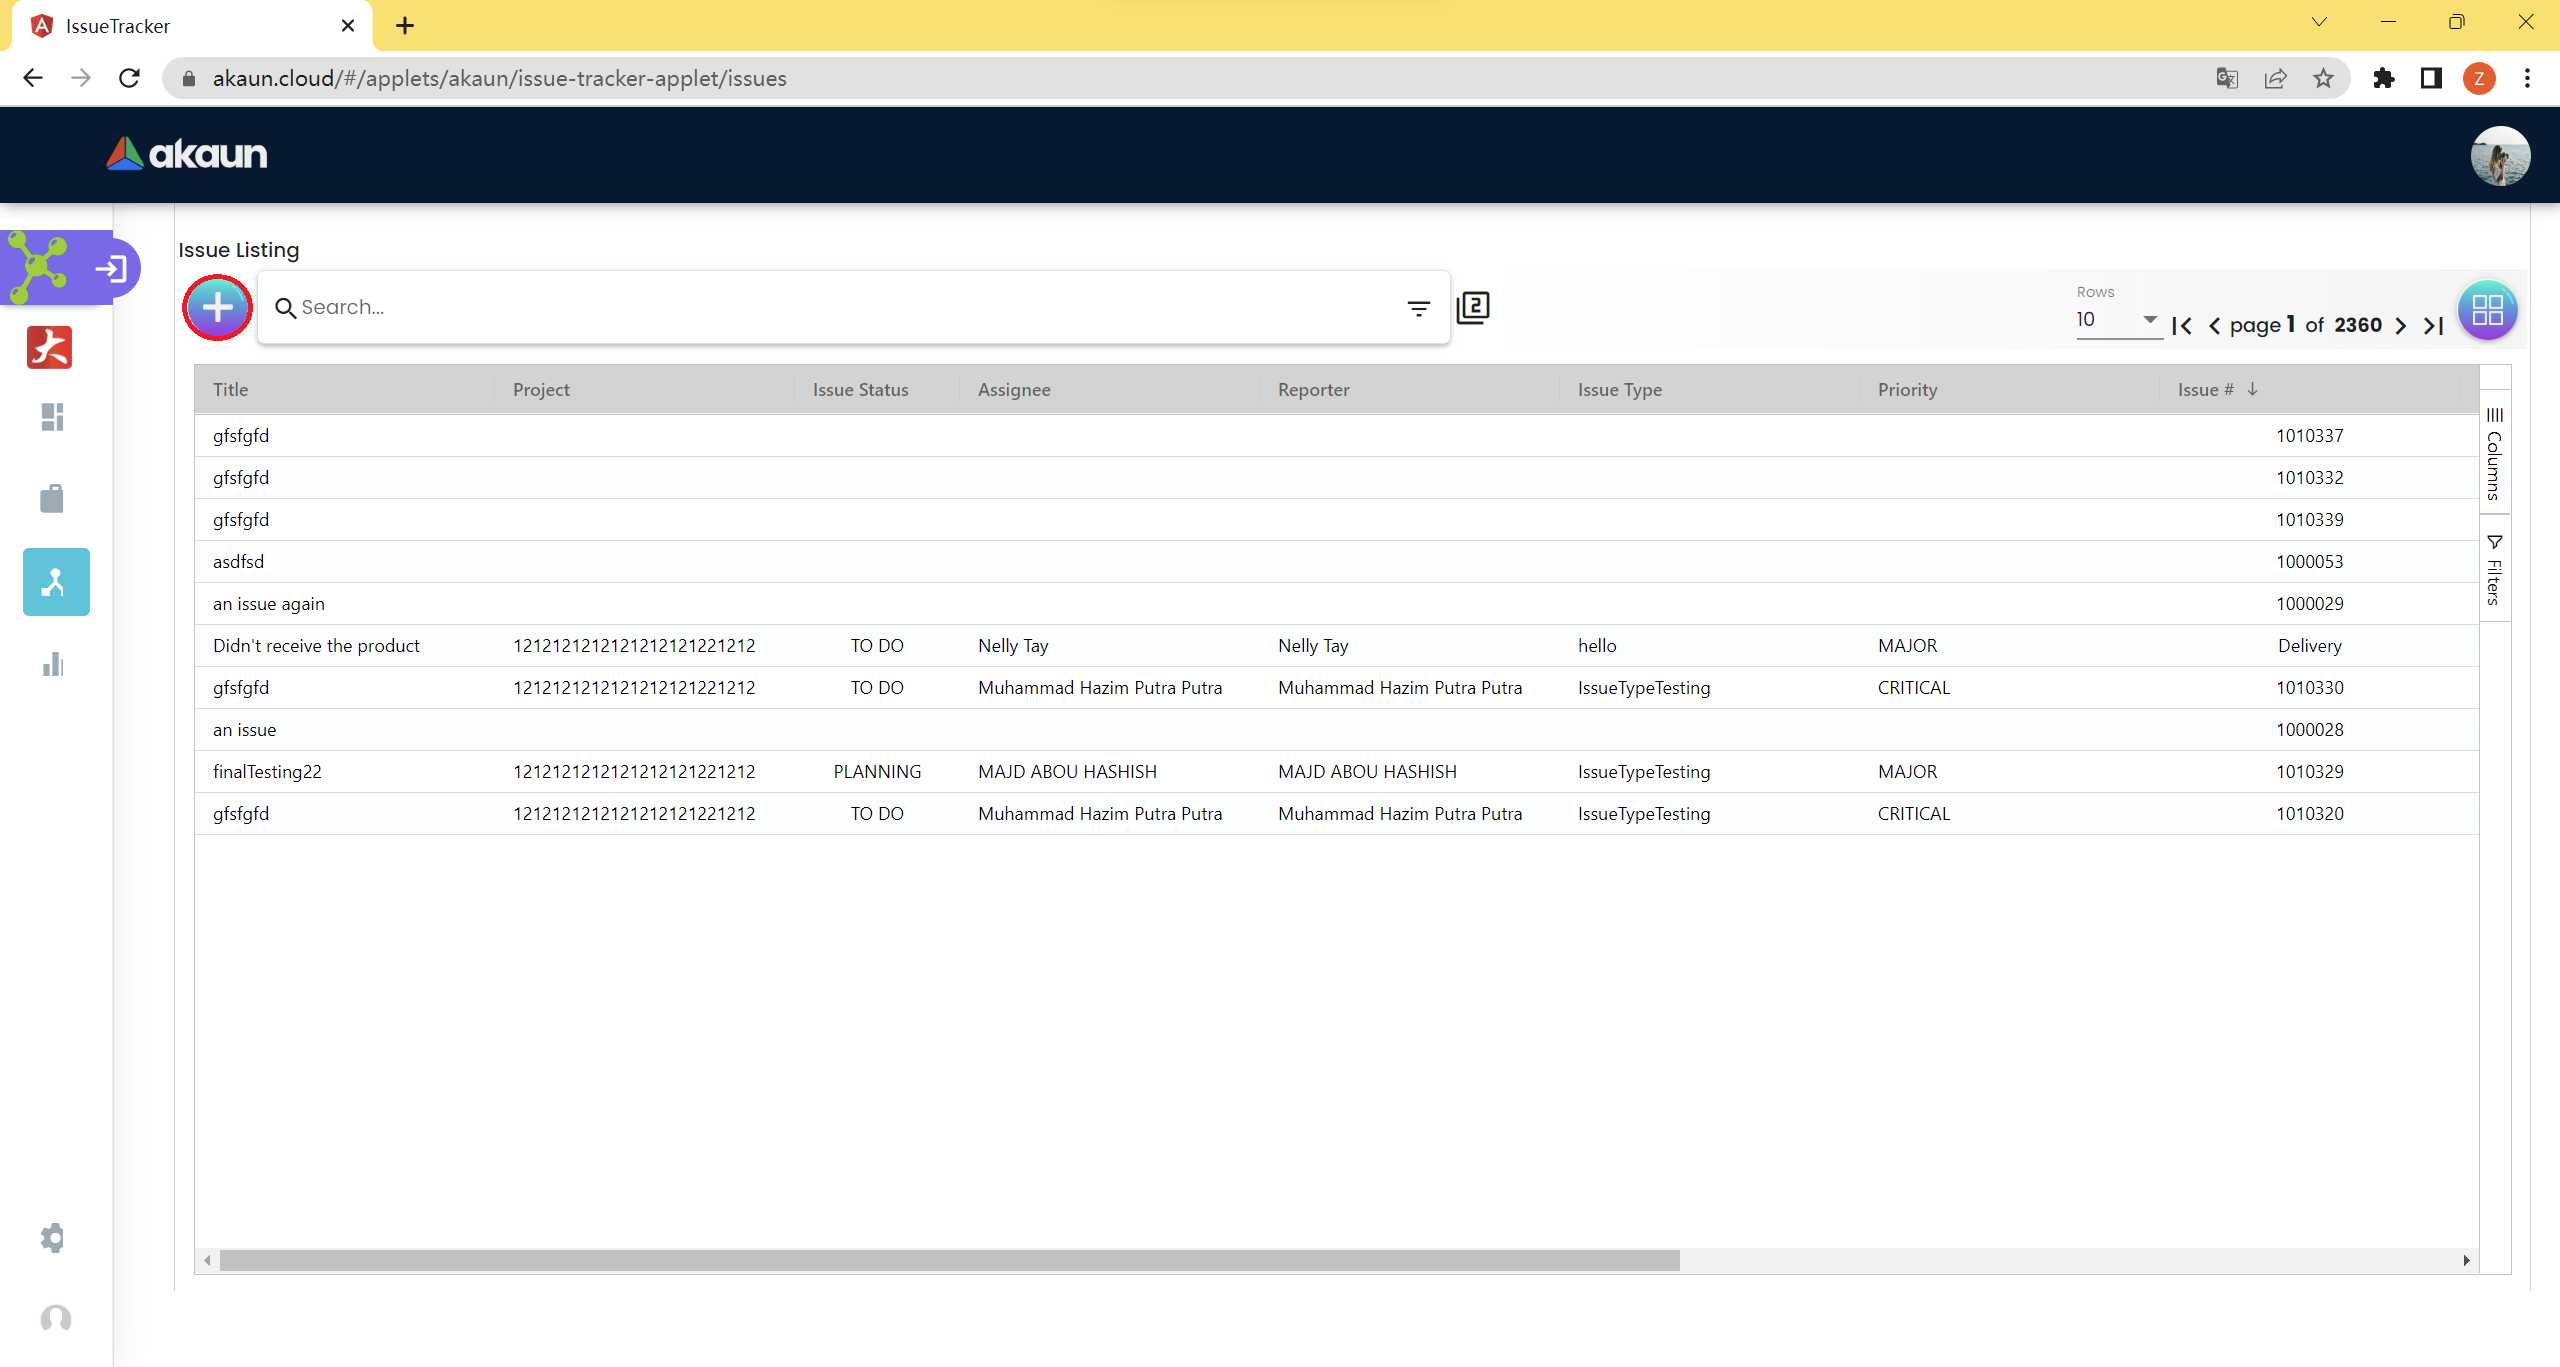 IssueTracker
akaun.cloud/#/applets/akaun/issue-tracker-applet/issues
Z
akaun
Issue Listing
Search...
2
Rows
10
page 1 of 2360
Title Project Issue Status Assignee Reporter Issue Type Priority Issue #
gfsfgfd 1010337
gfsfgfd 1010332
gfsfgfd 1010339
asdfsd 1000053
an issue again 1000029
Didn't receive the product 1212121212121212121221212 TO DO Nelly Tay Nelly Tay hello MAJOR Delivery
gfsfgfd 1212121212121212121221212 TO DO Muhammad Hazim Putra Putra Muhammad Hazim Putra Putra IssueTypeTesting CRITICAL 1010330
an issue 1000028
finalTesting22 1212121212121212121221212 PLANNING MAJD ABOU HASHISH MAJD ABOU HASHISH IssueTypeTesting MAJOR 1010329
gfsfgfd 1212121212121212121221212 TO DO Muhammad Hazim Putra Putra Muhammad Hazim Putra Putra IssueTypeTesting CRITICAL 1010320
Columns
Filters